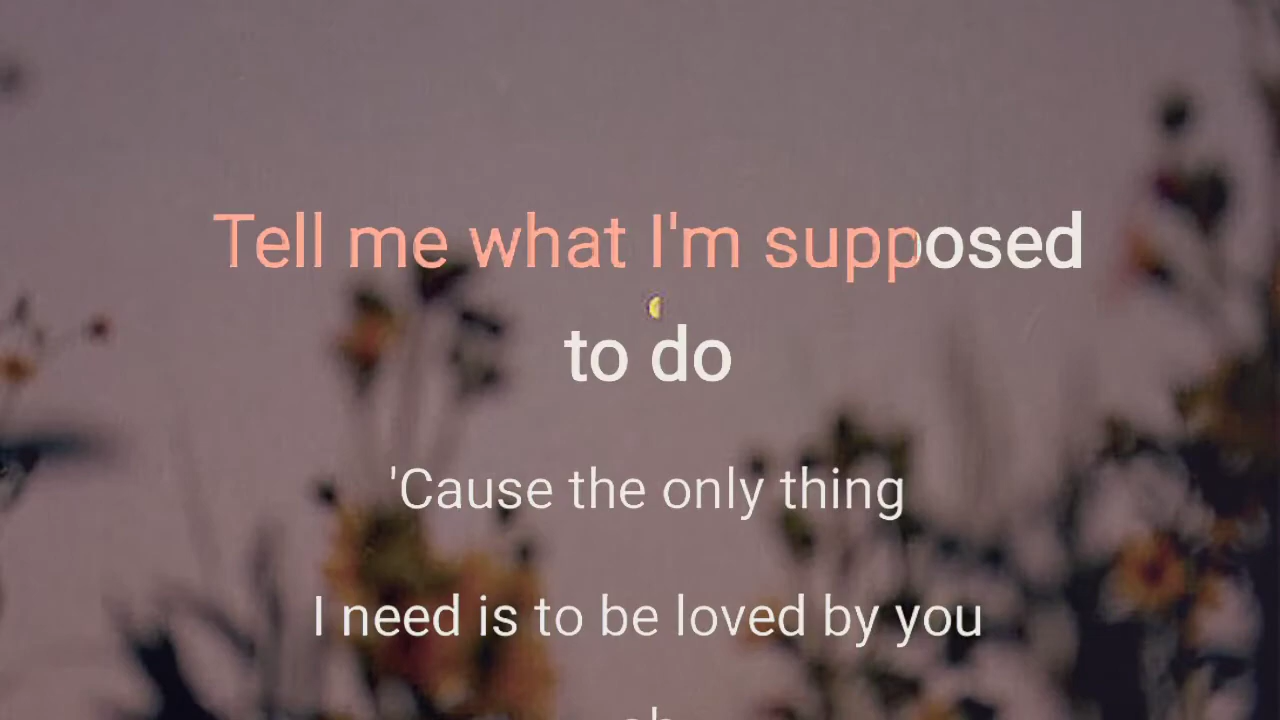 Tell me what I'm supposed
to do
'Cause the only thing
I need is to be loved by you